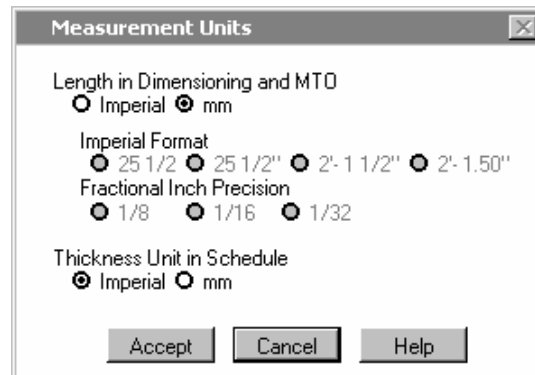 Measurement Units
Length in Dimensioning and MTO
Imperial mm
Imperial Format
25 1/2 25 1/2" 2'- 1 1/2" 2'- 1.50"
Fractional Inch Precision
1/8 1/16 1/32
Thickness Unit in Schedule
Imperial mm
Accept Cancel Help